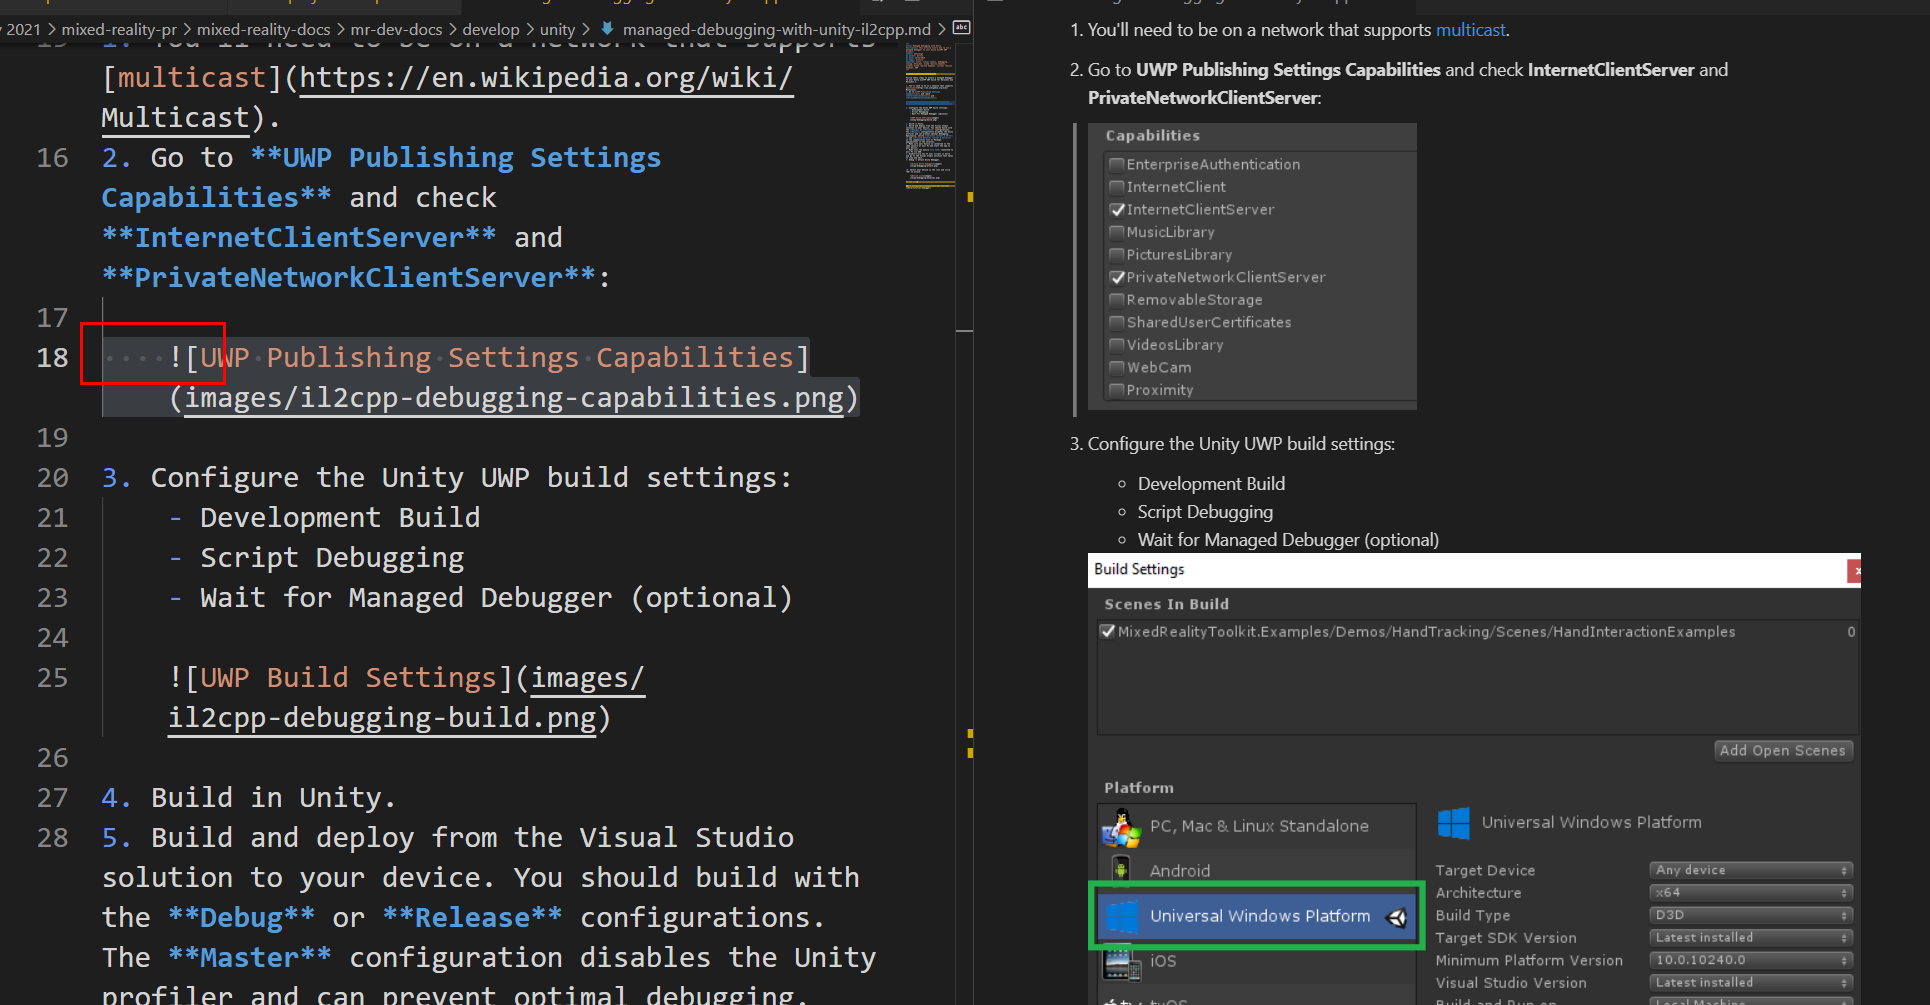 2021 > mixed-reality-pr > mixed-reality-docs > mr-dev-docs > develop > unity > managed-debugging-with-unity-il2cpp.md > abc
[multicast](https://en.wikipedia.org/wiki/
Multicast).
16 2. Go to **UWP Publishing Settings
Capabilities** and check
**InternetClientServer** and
**PrivateNetworkClientServer**:
17
18 ····![UWP·Publishing·Settings·Capabilities]
(images/il2cpp-debugging-capabilities.png)
19
20 3. Configure the Unity UWP build settings:
21 - Development Build
22 - Script Debugging
23 - Wait for Managed Debugger (optional)
24
25 ![UWP Build Settings](images/
il2cpp-debugging-build.png)
26
27 4. Build in Unity.
28 5. Build and deploy from the Visual Studio
solution to your device. You should build with
the **Debug** or **Release** configurations.
The **Master** configuration disables the Unity
profiler and can prevent optimal debugging.
1. You'll need to be on a network that supports multicast.
2. Go to UWP Publishing Settings Capabilities and check InternetClientServer and
PrivateNetworkClientServer:
Capabilities
EnterpriseAuthentication
InternetClient
InternetClientServer
MusicLibrary
PicturesLibrary
PrivateNetworkClientServer
RemovableStorage
SharedUserCertificates
VideosLibrary
WebCam
Proximity
3. Configure the Unity UWP build settings:
Development Build
Script Debugging
Wait for Managed Debugger (optional)
Build Settings x
Scenes In Build
MixedRealityToolkit.Examples/Demos/HandTracking/Scenes/HandInteractionExamples 0
Add Open Scenes
Platform
PC, Mac & Linux Standalone
Android
Universal Windows Platform
iOS
tvOS
Universal Windows Platform
Target Device Any device
Architecture x64
Build Type D3D
Target SDK Version Latest installed
Minimum Platform Version 10.0.10240.0
Visual Studio Version Latest installed
Build and Run on Local Machine